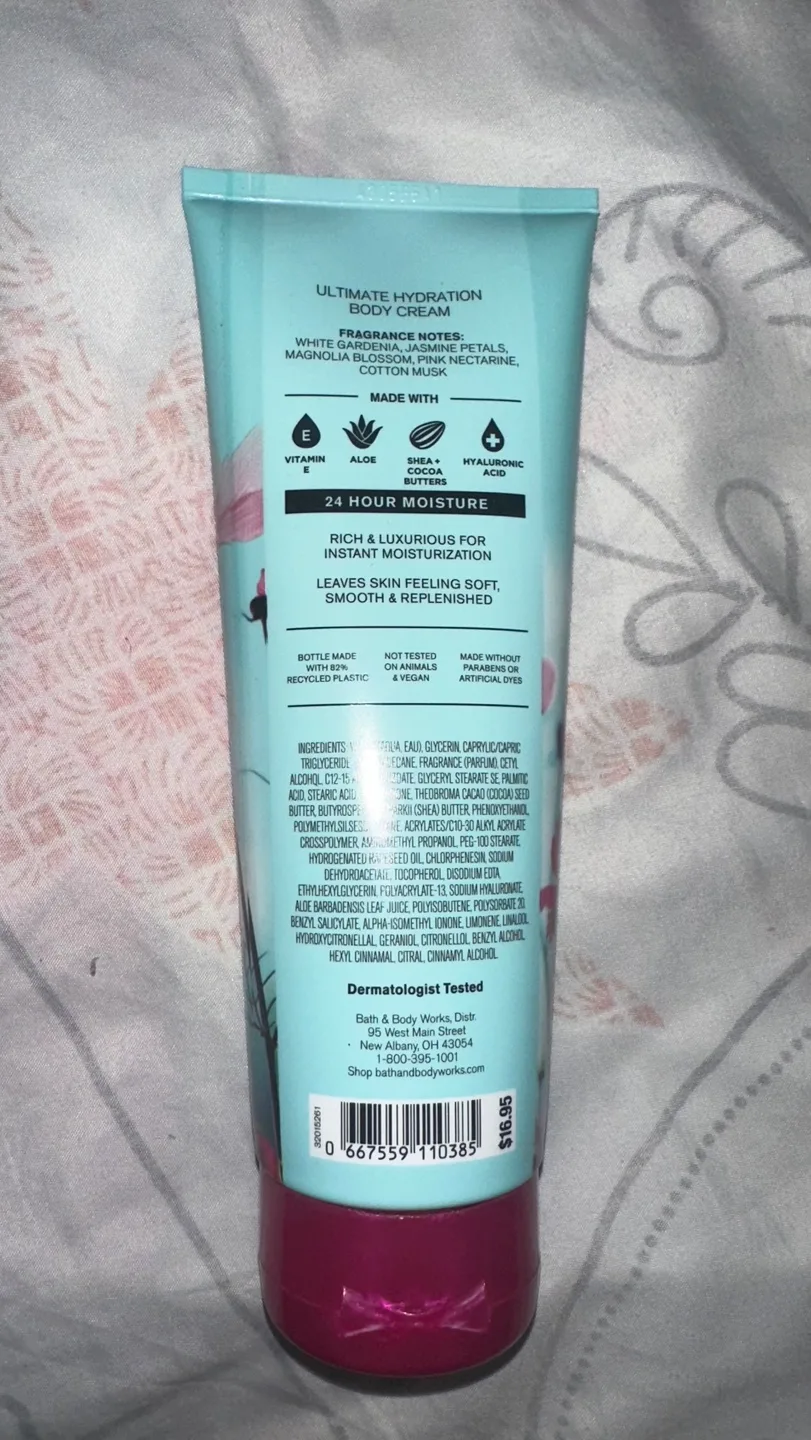 ULTIMATE HYDRATION
BODY CREAM
FRAGRANCE NOTES:
WHITE GARDENIA, JASMINE PETALS,
MAGNOLIA BLOSSOM, PINK NECTARINE,
COTTON MUSK
MADE WITH
E
VITAMIN
E
ALOE
SHEA +
COCOA
BUTTERS
HYALURONIC
ACID
24 HOUR MOISTURE
RICH & LUXURIOUS FOR
INSTANT MOISTURIZATION
LEAVES SKIN FEELING SOFT,
SMOOTH & REPLENISHED
BOTTLE MADE
WITH 82%
RECYCLED PLASTIC
NOT TESTED
ON ANIMALS
& VEGAN
MADE WITHOUT
PARABENS OR
ARTIFICIAL DYES
INGREDIENTS EAU), GLYCERIN, CAPRYLIC/CAPRIC
TRIGLYCERIDE, FRAGRANCE (PARFUM), CETYL
ALCOHOL, C12-15 GLYCERYL STEARATE SE, PALMITIC
ACID, STEARIC ACID THEOBROMA CACAO (COCOA) SEED
BUTTER, (SHEA) BUTTER, PHENOXYETHANOL,
ACRYLATES/C10-30 ALKYL ACRYLATE
CROSSPOLYMER, PROPANOL, PEG-100 STEARATE,
HYDROGENATED OIL, CHLORPHENESIN, SODIUM
DEHYDROACETATE, TOCOPHEROL, DISODIUM EDTA,
ETHYLHEXYLGLYCERIN, POLYACRYLATE-13, SODIUM HYALURONATE,
ALOE BARBADENSIS LEAF JUICE, POLYISOBUTENE, POLYSORBATE 20,
BENZYL SALICYLATE, ALPHA-ISOMETHYL IONONE, LIMONENE, LINALOOL,
HYDROXYCITRONELLAL, GERANIOL, CITRONELLOL, BENZYL ALCOHOL,
HEXYL CINNAMAL, CITRAL, CINNAMYL ALCOHOL.
Dermatologist Tested
Bath & Body Works, Distr.
95 West Main Street
New Albany, OH 43054
1-800-395-1001
Shop bathandbodyworks.com
32015261
0 667559 110385
$16.95